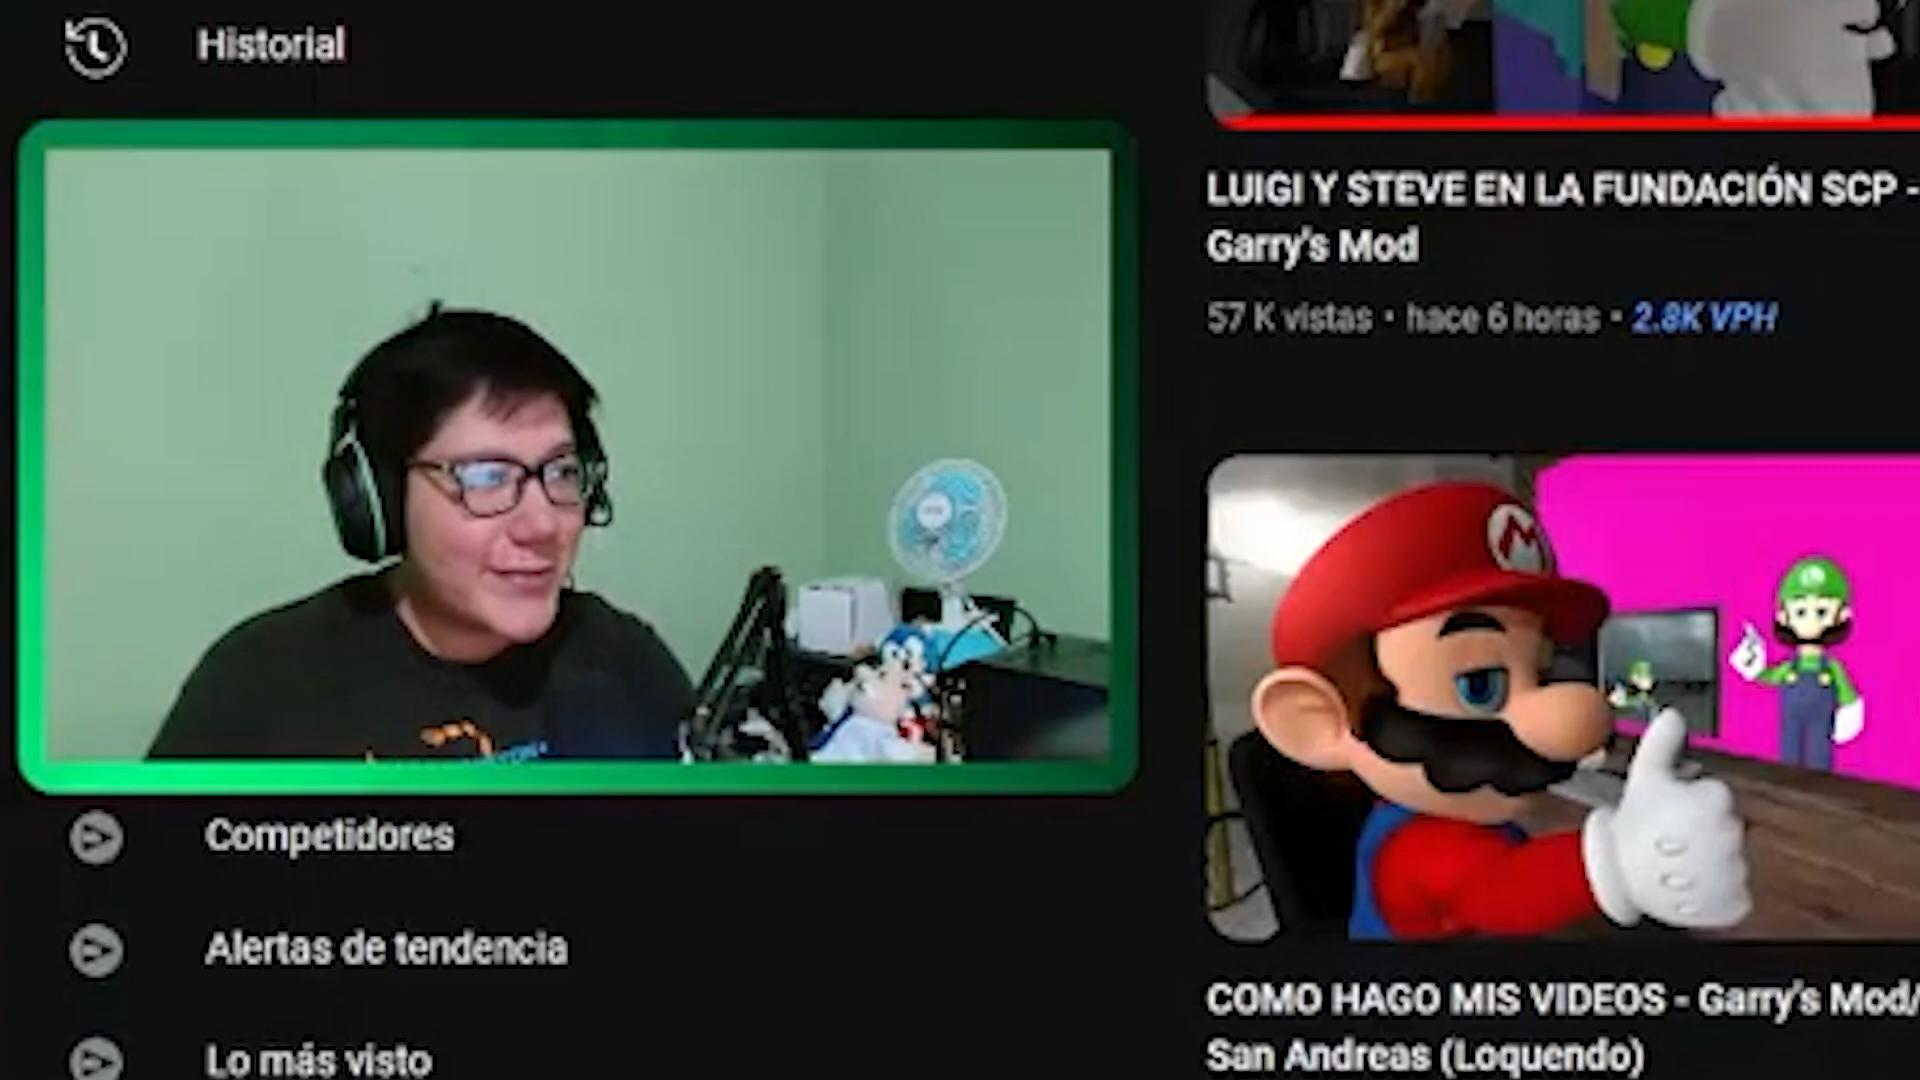 Historial
LUIGI Y STEVE EN LA FUNDACIÓN SCP -
Garry's Mod
57 K vistas • hace 6 horas • 2.8K VPH
Competidores
Alertas de tendencia
Lo más visto
COMO HAGO MIS VIDEOS - Garry's Mod/
San Andreas (Loquendo)